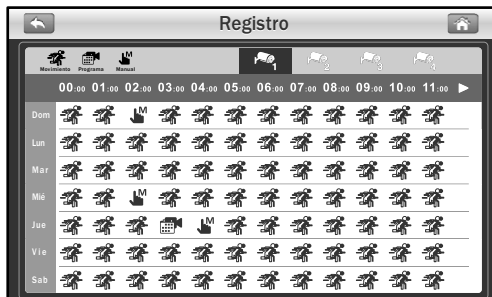 Registro
Movimiento Programa Manual 1 2 3 4
00:00 01:00 02:00 03:00 04:00 05:00 06:00 07:00 08:00 09:00 10:00 11:00
Dom M
Lun
Mar
Mié M
Jue M
Vie
Sab